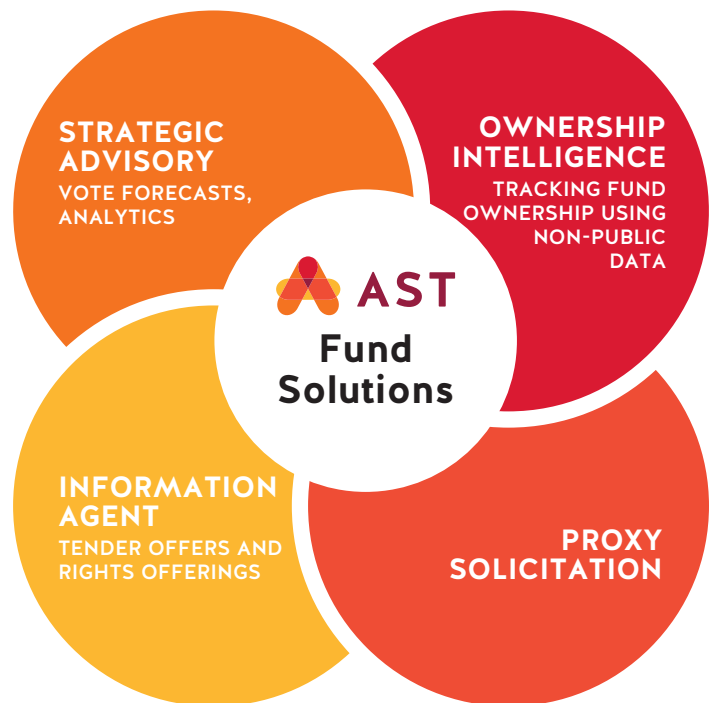 STRATEGIC
ADVISORY
VOTE FORECASTS,
ANALYTICS
OWNERSHIP
INTELLIGENCE
TRACKING FUND
OWNERSHIP USING
NON-PUBLIC
DATA
AST
Fund
Solutions
INFORMATION
AGENT
TENDER OFFERS AND
RIGHTS OFFERINGS
PROXY
SOLICITATION